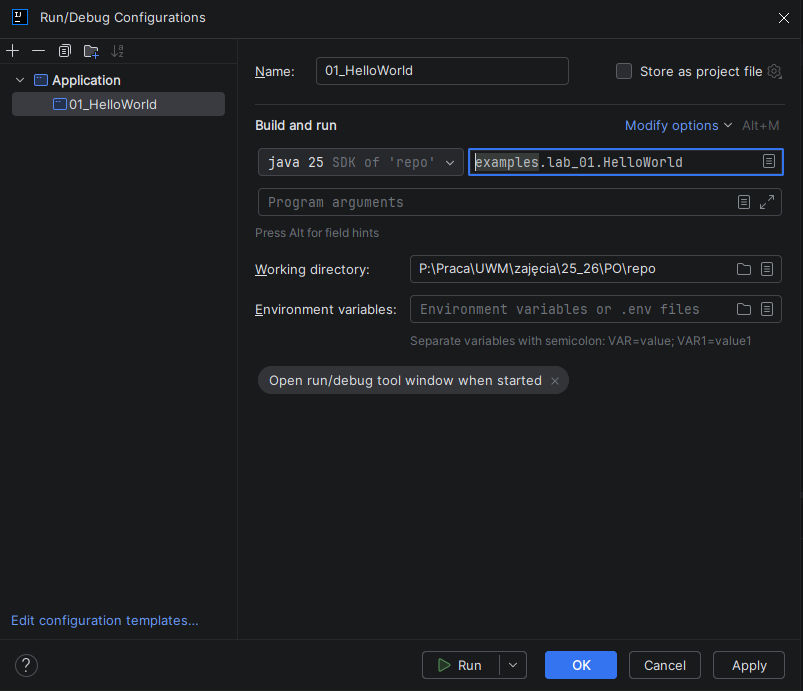 Run/Debug Configurations
Application
01_HelloWorld
Name: 01_HelloWorld Store as project file
Build and run Modify options Alt+M
java 25 SDK of 'repo' examples.lab_01.HelloWorld
Program arguments
Press Alt for field hints
Working directory: P:\Praca\UWM\zajęcia\25_26\PO\repo
Environment variables: Environment variables or .env files
Separate variables with semicolon: VAR=value; VAR1=value1
Open run/debug tool window when started
Edit configuration templates...
? Run OK Cancel Apply